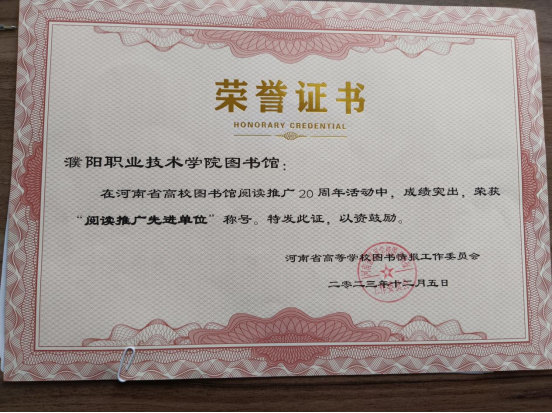 荣誉证书
HONORARY CREDENTIAL
濮阳职业技术学院图书馆：
在河南省高校图书馆阅读推广20周年活动中，成绩突出，荣获
“阅读推广先进单位”称号。特发此证，以资鼓励。
河南省高等学校图书情报工作委员会
二零二三年十二月五日